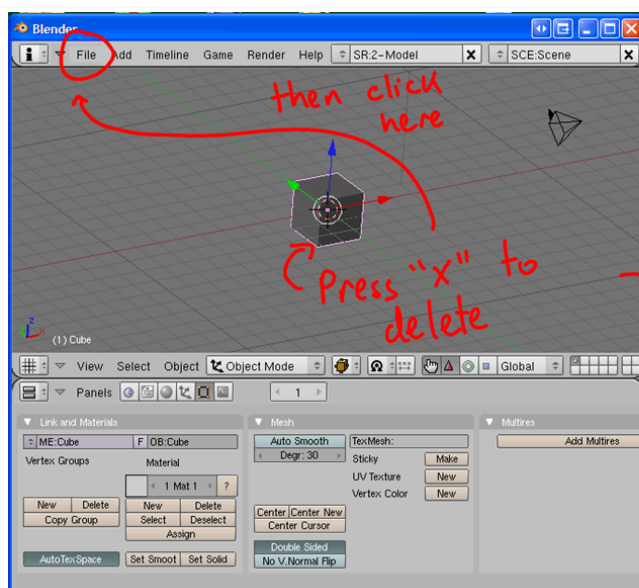 Blender
File Add Timeline Game Render Help SR:2-Model X SCE:Scene X
then click
here
Press "x" to
delete
z
x
(1) Cube
View Select Object Object Mode Global
Panels 1
Link and Materials
Mesh
Multires
ME:Cube F OB:Cube
Auto Smooth
TexMesh:
Add Multires
Vertex Groups
Material
Degr: 30
Sticky Make
1 Mat 1 ?
UV Texture New
Vertex Color New
New Delete
New Delete
Copy Group
Select Deselect
Center Center New
Assign
Center Cursor
AutoTexSpace
Set Smoot Set Solid
Double Sided
No V.Normal Flip